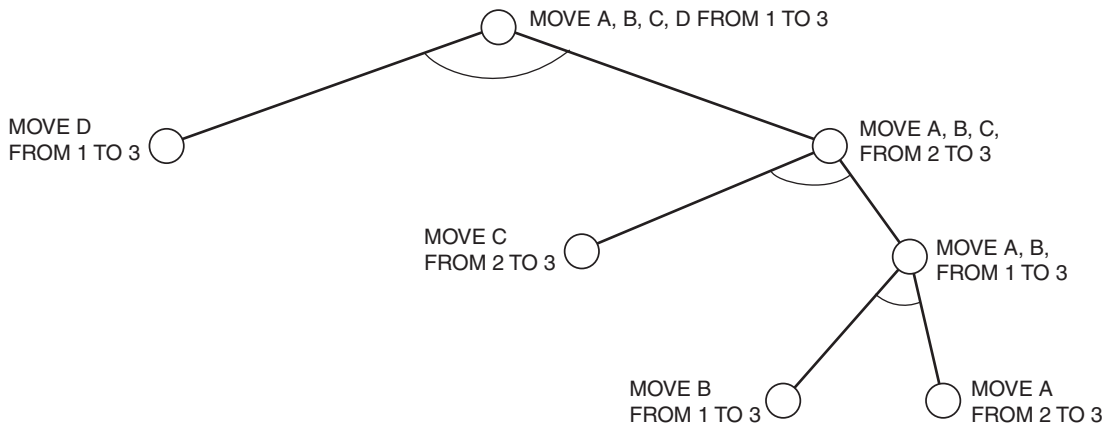 MOVE A, B, C, D FROM 1 TO 3
MOVE D
FROM 1 TO 3
MOVE A, B, C,
FROM 2 TO 3
MOVE C
FROM 2 TO 3
MOVE A, B,
FROM 1 TO 3
MOVE B
FROM 1 TO 3
MOVE A
FROM 2 TO 3